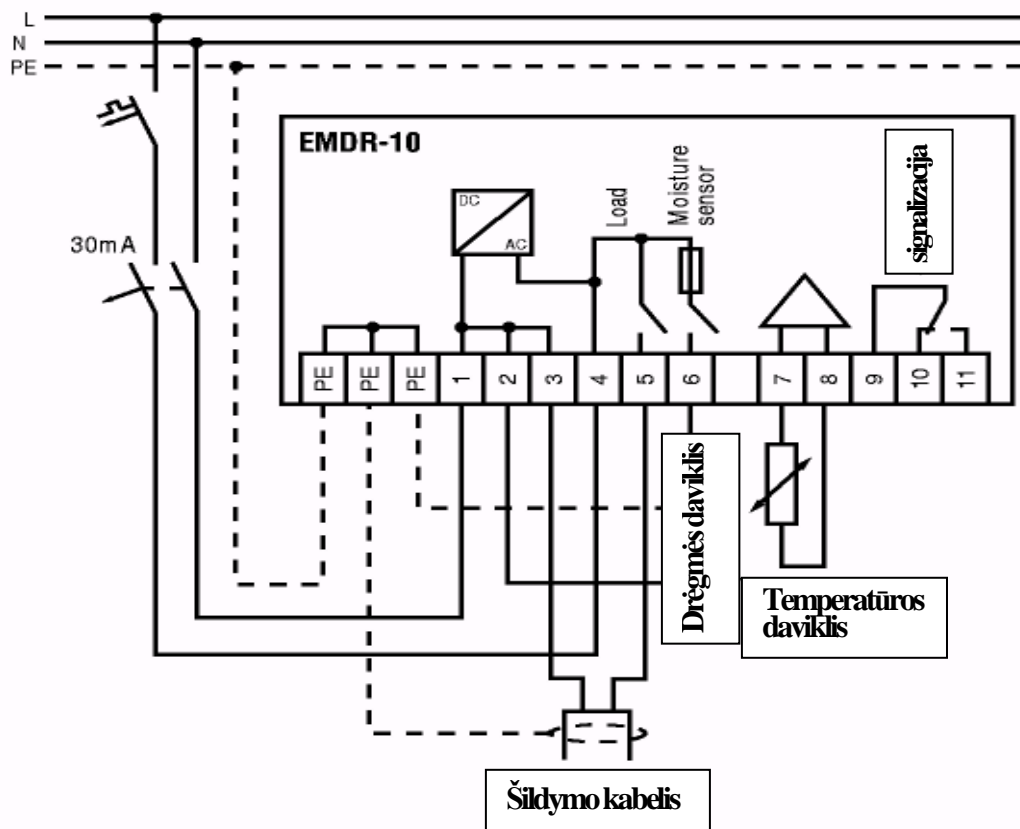 L
N
PE
EMDR-10
DC
AC
Load
Moisture
sensor
signalizacija
30mA
PE
PE
PE
1
2
3
4
5
6
7
8
9
10
11
Drėgmės daviklis
Temperatūros
daviklis
Šildymo kabelis